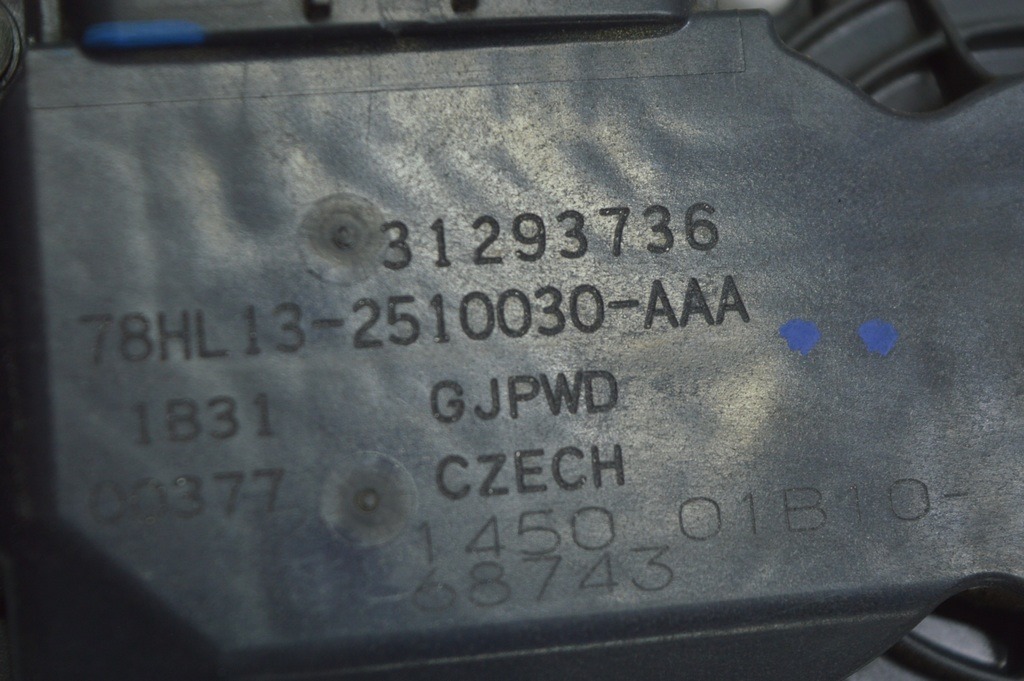 31293736
78HL13-2510030-AAA
1B31 GJPWD
00377 CZECH
1450 01B10-
68743